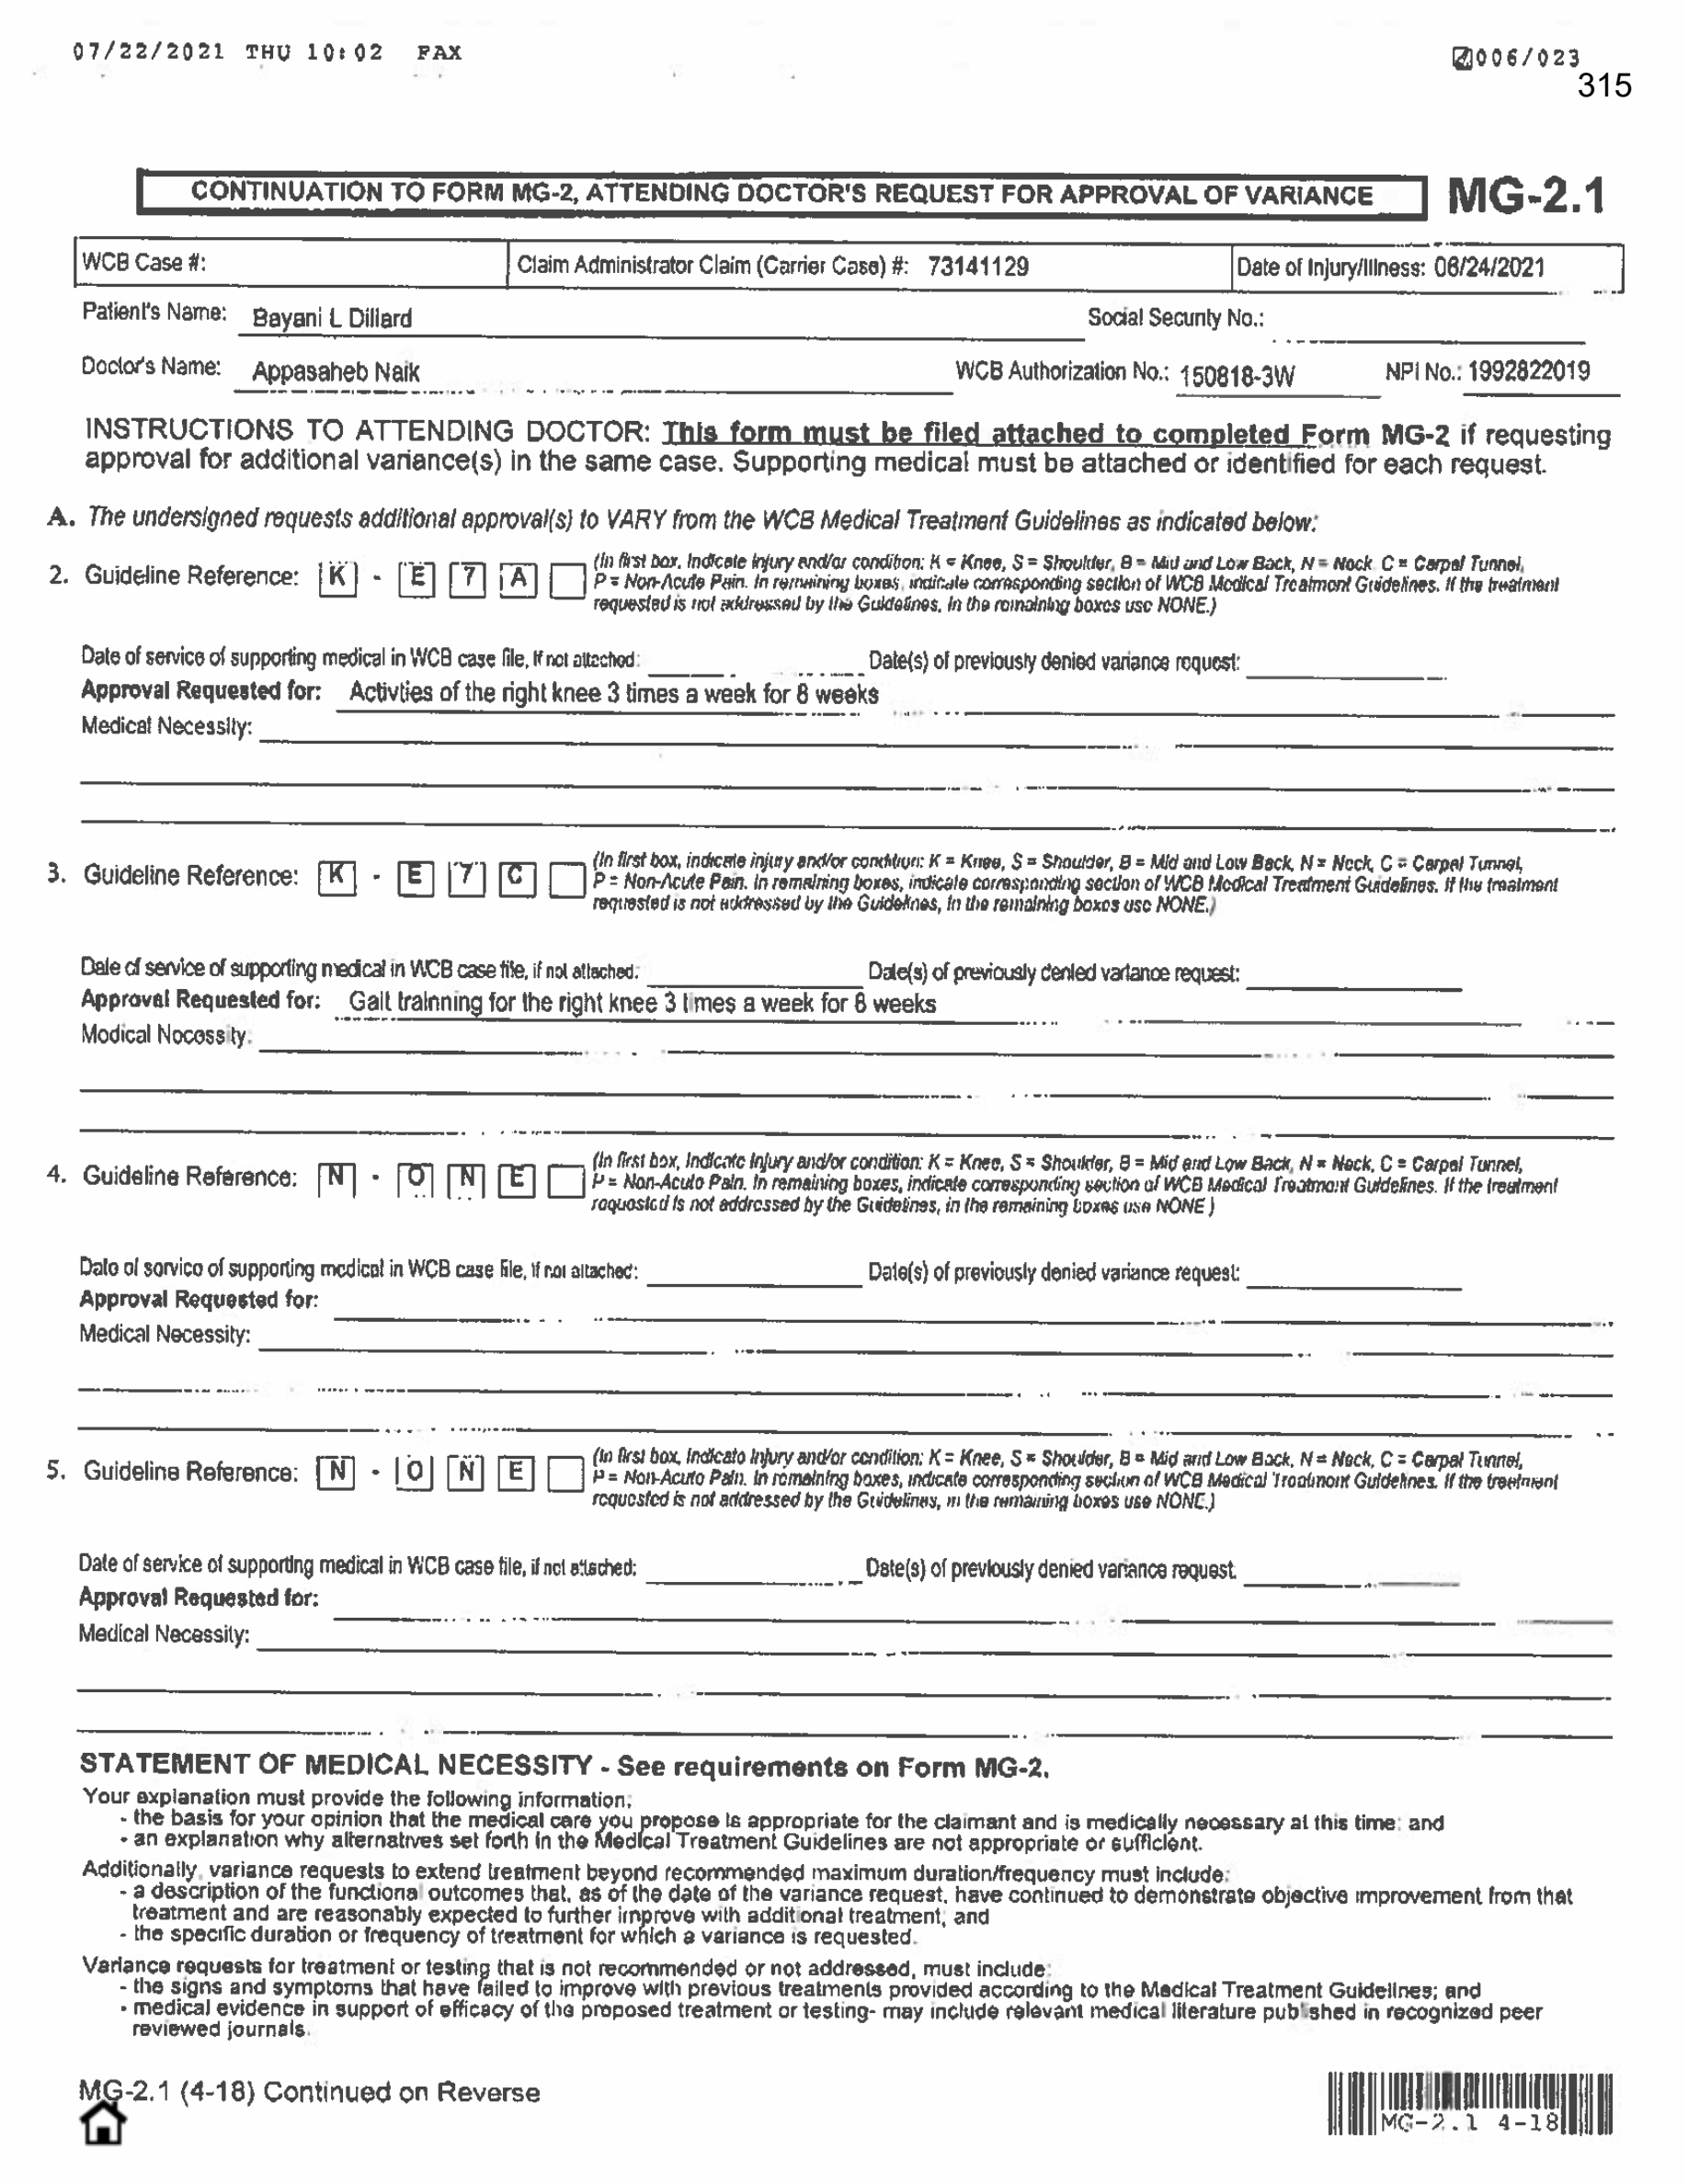 07/22/2021 THU 10:02 FAX
006/023
315
CONTINUATION TO FORM MG-2, ATTENDING DOCTOR'S REQUEST FOR APPROVAL OF VARIANCE MG-2.1
WCB Case #: Claim Administrator Claim (Carrier Case) #: 73141129 Date of Injury/Illness: 06/24/2021
Patient's Name: Bayani L Dillard Social Security No.:
Doctor's Name: Appasaheb Naik WCB Authorization No.: 150818-3W NPI No.: 1992822019
INSTRUCTIONS TO ATTENDING DOCTOR: This form must be filed attached to completed Form MG-2 if requesting
approval for additional variance(s) in the same case. Supporting medical must be attached or identified for each request.
A. The undersigned requests additional approval(s) to VARY from the WCB Medical Treatment Guidelines as indicated below:
2. Guideline Reference: K - E 7 A (In first box, Indicate Injury and/or condition: K = Knee, S = Shoulder, B = Mid and Low Back, N = Neck C = Carpal Tunnel,
P = Non-Acute Pain. In remaining boxes, indicate corresponding section of WCB Medical Treatment Guidelines. If the treatment
requested is not addressed by the Guidelines, In the remaining boxes use NONE.)
Date of service of supporting medical in WCB case file, if not attached: Date(s) of previously denied variance request:
Approval Requested for: Activties of the right knee 3 times a week for 8 weeks
Medical Necessity:
3. Guideline Reference: K - E 7 C (In first box, indicate injury and/or condition: K = Knee, S = Shoulder, B = Mid and Low Back, N = Neck, C = Carpal Tunnel,
P = Non-Acute Pain. In remaining boxes, indicate corresponding section of WCB Medical Treatment Guidelines. If the treatment
requested is not addressed by the Guidelines, In the remaining boxes use NONE.)
Date of service of supporting medical in WCB case file, if not attached: Date(s) of previously denied variance request:
Approval Requested for: Gait trainning for the right knee 3 times a week for 8 weeks
Medical Necessity:
4. Guideline Reference: N - O N E (In first box, Indicate Injury and/or condition: K = Knee, S = Shoulder, B = Mid and Low Back, N = Neck, C = Carpal Tunnel,
P = Non-Acute Pain. In remaining boxes, indicate corresponding section of WCB Medical Treatment Guidelines. If the treatment
requested is not addressed by the Guidelines, in the remaining boxes use NONE )
Date of service of supporting medical in WCB case file, if not attached: Date(s) of previously denied variance request:
Approval Requested for:
Medical Necessity:
5. Guideline Reference: N - O N E (In first box, Indicate Injury and/or condition: K = Knee, S = Shoulder, B = Mid and Low Back, N = Neck, C = Carpal Tunnel,
P = Non-Acute Pain. In remaining boxes, indicate corresponding section of WCB Medical Treatment Guidelines. If the treatment
requested is not addressed by the Guidelines, in the remaining boxes use NONE.)
Date of service of supporting medical in WCB case file, if not attached: Date(s) of previously denied variance request.
Approval Requested for:
Medical Necessity:
STATEMENT OF MEDICAL NECESSITY - See requirements on Form MG-2.
Your explanation must provide the following information:
- the basis for your opinion that the medical care you propose is appropriate for the claimant and is medically necessary at this time; and
- an explanation why alternatives set forth in the Medical Treatment Guidelines are not appropriate or sufficient.
Additionally, variance requests to extend treatment beyond recommended maximum duration/frequency must include:
- a description of the functional outcomes that, as of the date of the variance request, have continued to demonstrate objective improvement from that
treatment and are reasonably expected to further improve with additional treatment; and
- the specific duration or frequency of treatment for which a variance is requested.
Variance requests for treatment or testing that is not recommended or not addressed, must include:
- the signs and symptoms that have failed to improve with previous treatments provided according to the Medical Treatment Guidelines; and
- medical evidence in support of efficacy of the proposed treatment or testing- may include relevant medical literature published in recognized peer
reviewed journals.
MG-2.1 (4-18) Continued on Reverse
MG-2.1 4-18